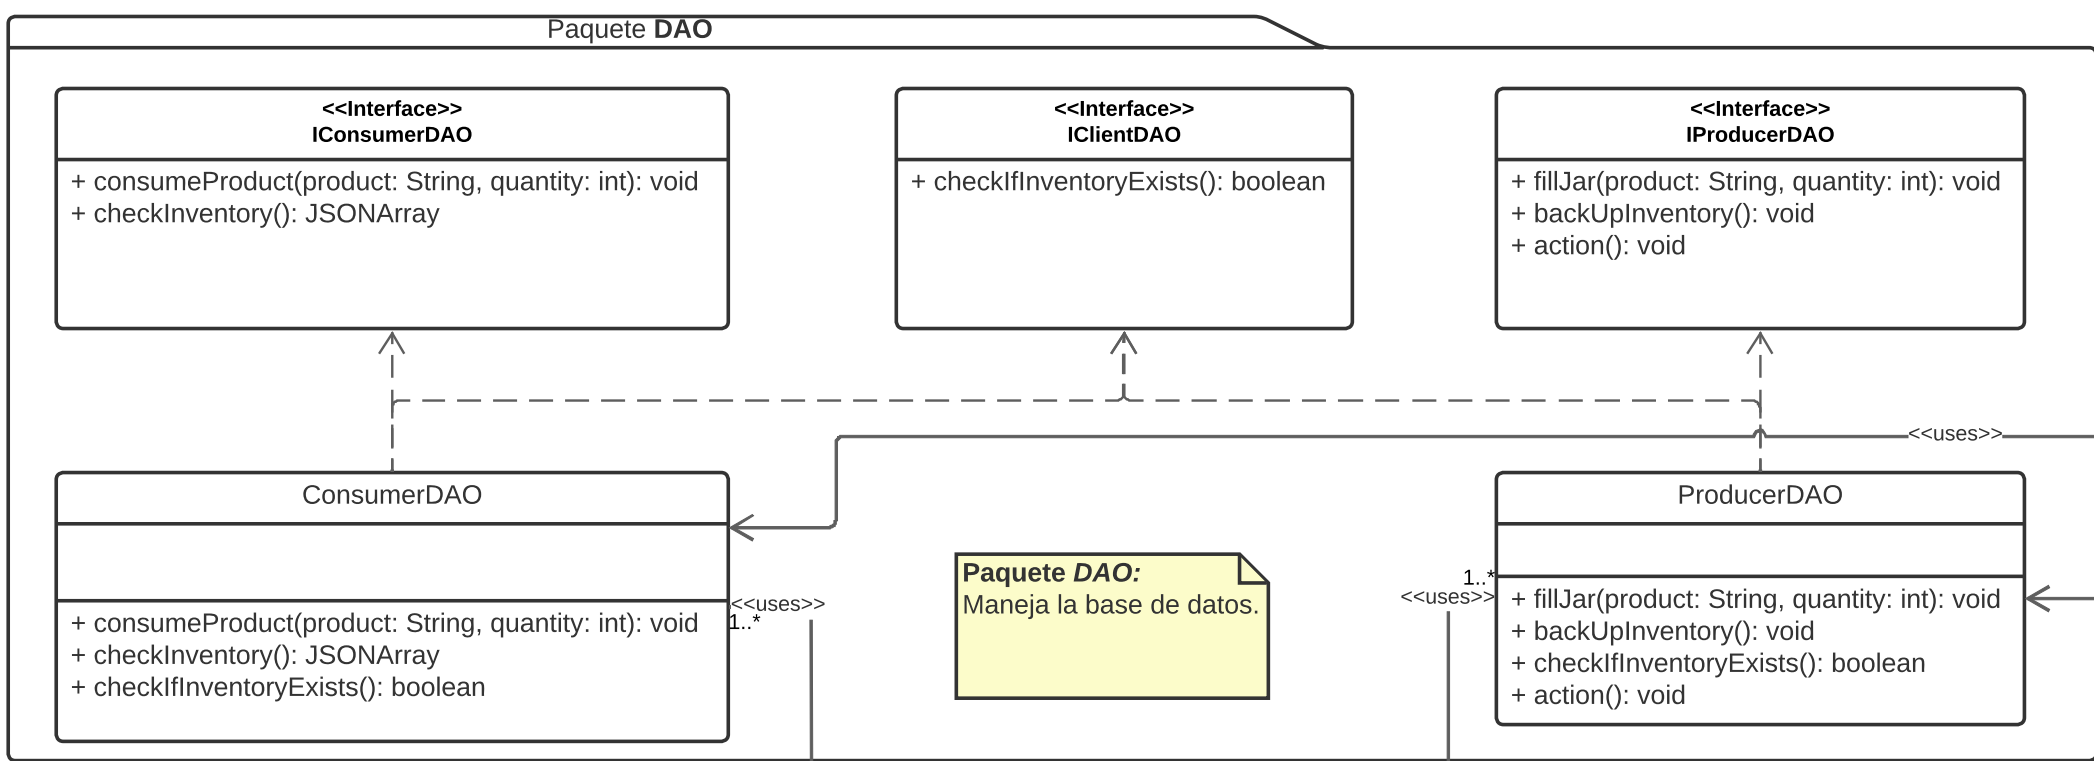 Paquete DAO
<<Interface>>
IConsumerDAO
+ consumeProduct(product: String, quantity: int): void
+ checkInventory(): JSONArray
<<Interface>>
IClientDAO
+ checkIfInventoryExists(): boolean
<<Interface>>
IProducerDAO
+ fillJar(product: String, quantity: int): void
+ backUpInventory(): void
+ action(): void
<<uses>>
ConsumerDAO
+ consumeProduct(product: String, quantity: int): void
+ checkInventory(): JSONArray
+ checkIfInventoryExists(): boolean
<<uses>>
1..*
Paquete DAO:
Maneja la base de datos.
1..*
<<uses>>
ProducerDAO
+ fillJar(product: String, quantity: int): void
+ backUpInventory(): void
+ checkIfInventoryExists(): boolean
+ action(): void